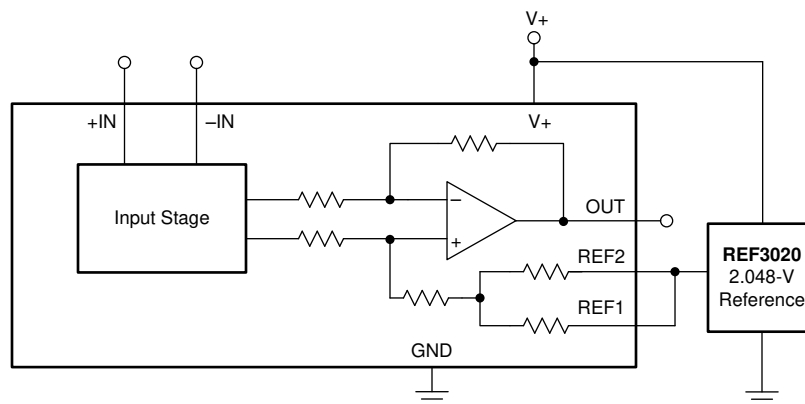 V+
+IN
–IN
V+
Input Stage
–
+
OUT
REF2
REF1
GND
REF3020
2.048-V
Reference